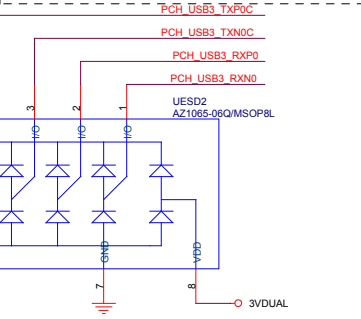 PCH_USB3_TXP0C
PCH_USB3_TXN0C
PCH_USB3_RXP0
PCH_USB3_RXN0
3
2
1
UESD2
AZ1065-06Q/MSOP8L
I/O
I/O
I/O
GND
VDD
7
8
3VDUAL